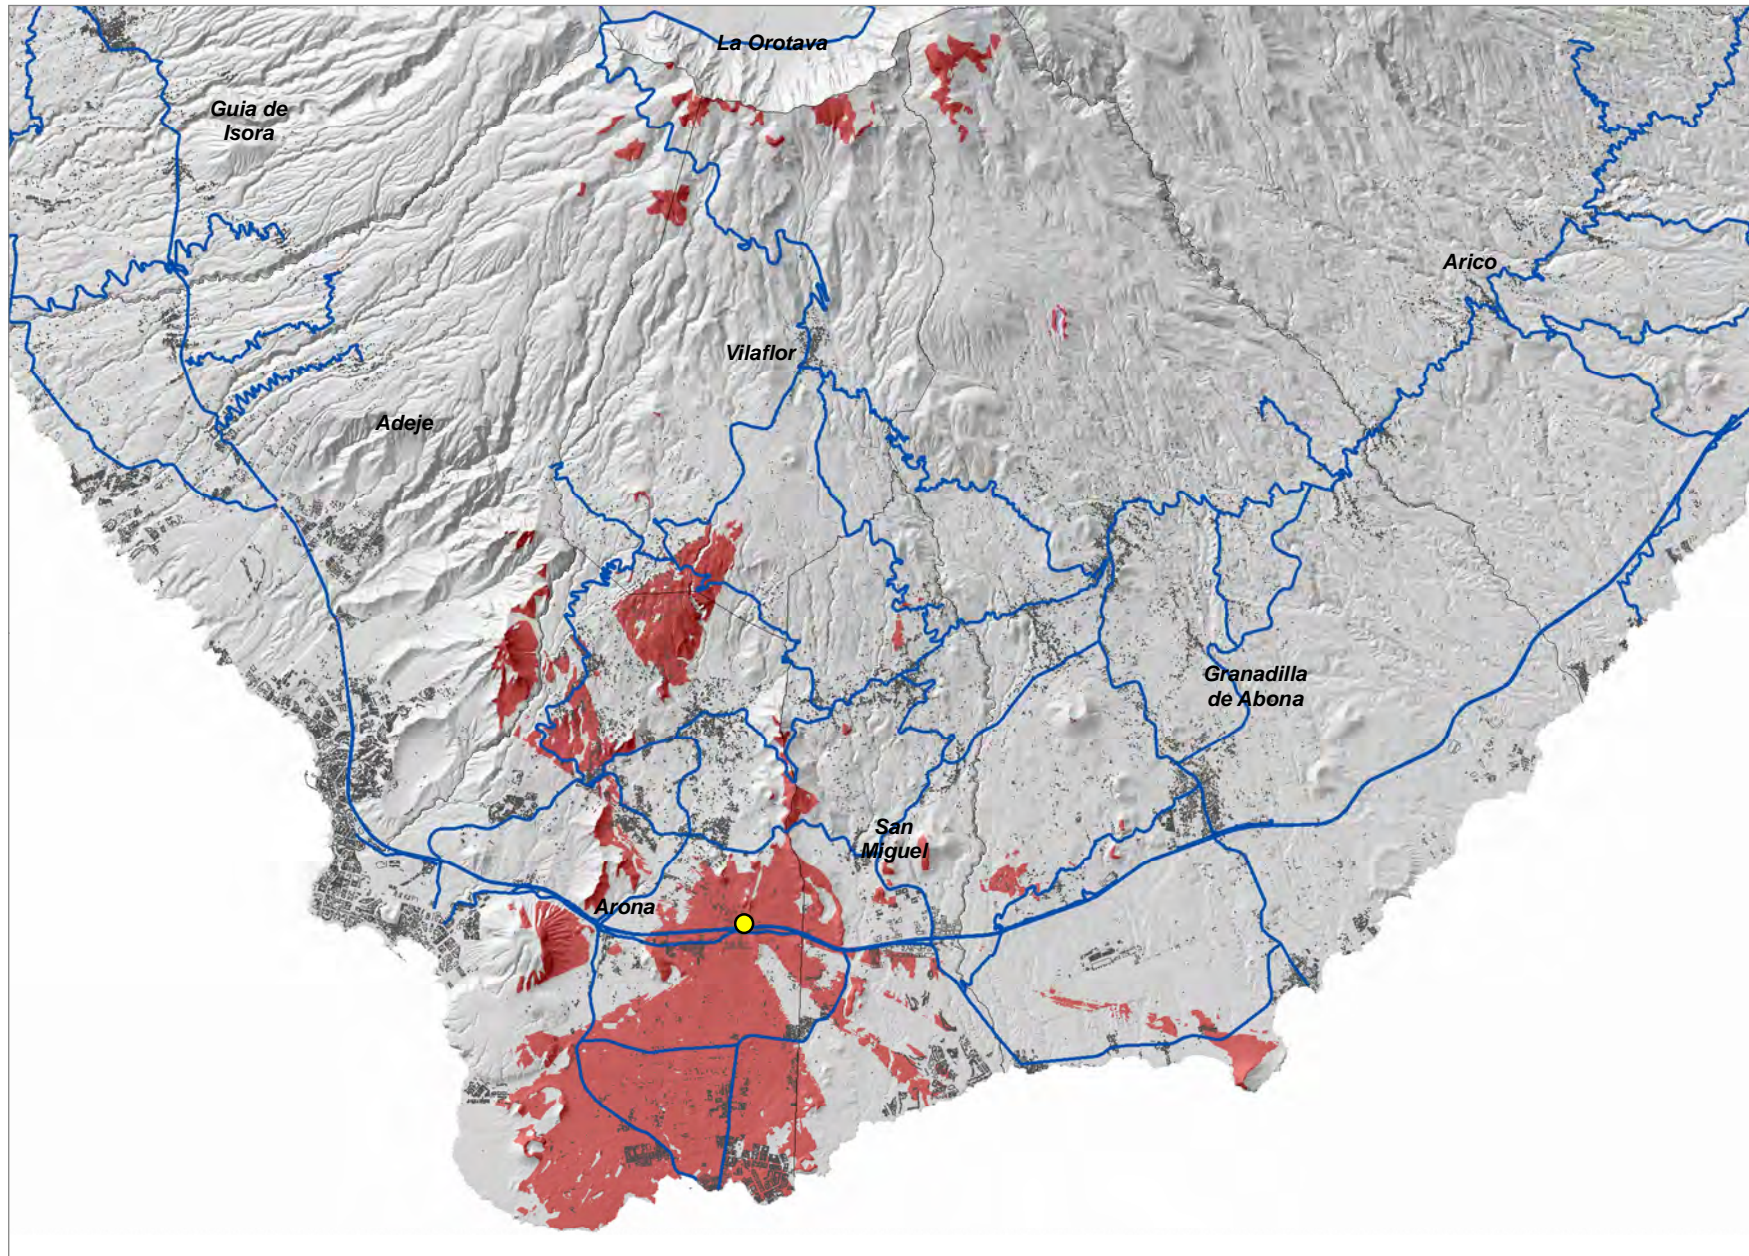 La Orotava
Guia de
Isora
Arico
Vilaflor
Adeje
Granadilla
de Abona
San
Miguel
Arona